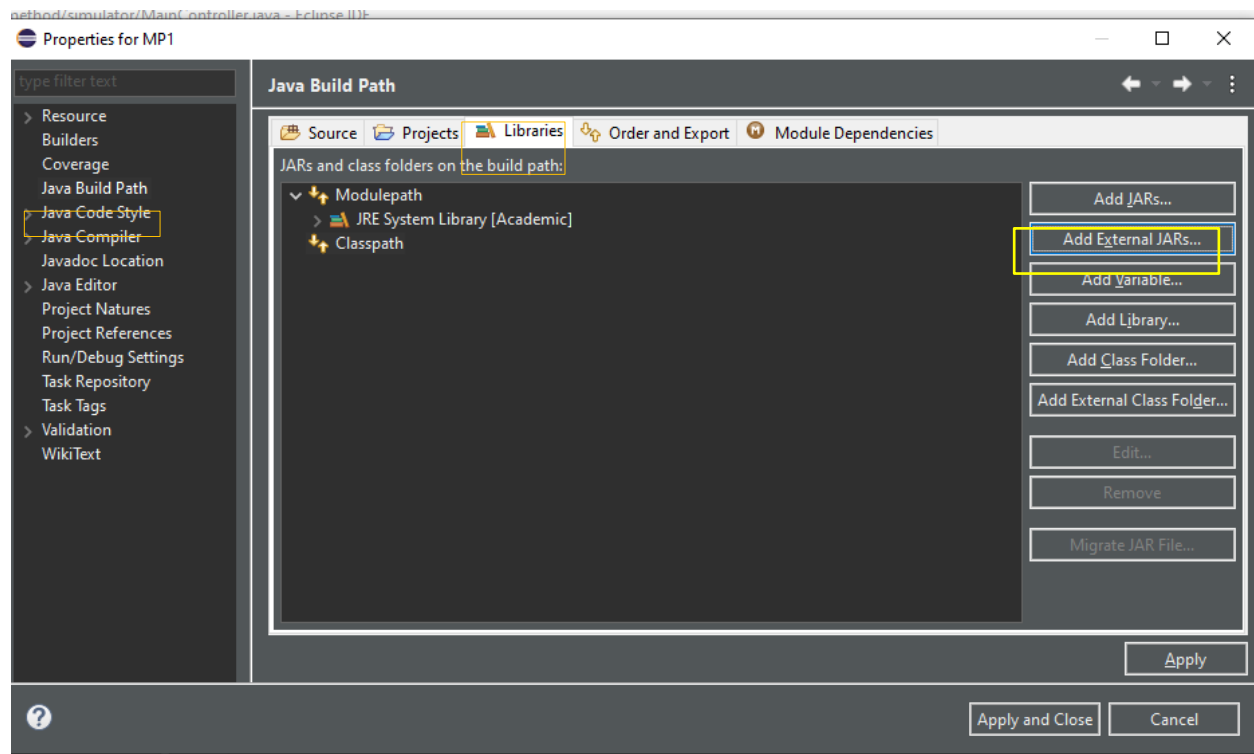 method/simulator/MainController.java - Eclipse IDE
Properties for MP1
type filter text
Resource
Builders
Coverage
Java Build Path
Java Code Style
Java Compiler
Javadoc Location
Java Editor
Project Natures
Project References
Run/Debug Settings
Task Repository
Task Tags
Validation
WikiText
Java Build Path
Source Projects Libraries Order and Export Module Dependencies
JARs and class folders on the build path:
Modulepath
JRE System Library [Academic]
Classpath
Add JARs...
Add External JARs...
Add Variable...
Add Library...
Add Class Folder...
Add External Class Folder...
Edit...
Remove
Migrate JAR File...
Apply
Apply and Close Cancel